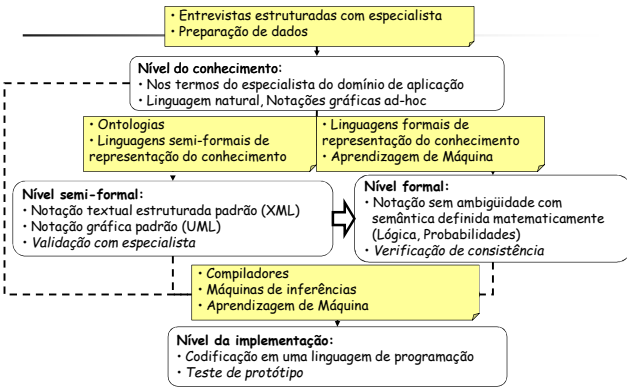 • Entrevistas estruturadas com especialista
• Preparação de dados
Nível do conhecimento:
• Nos termos do especialista do domínio de aplicação
• Linguagem natural, Notações gráficas ad-hoc
• Ontologias
• Linguagens semi-formais de
representação do conhecimento
• Linguagens formais de
representação do conhecimento
• Aprendizagem de Máquina
Nível semi-formal:
• Notação textual estruturada padrão (XML)
• Notação gráfica padrão (UML)
• Validação com especialista
Nível formal:
• Notação sem ambigüidade com
semântica definida matematicamente
(Lógica, Probabilidades)
• Verificação de consistência
• Compiladores
• Máquinas de inferências
• Aprendizagem de Máquina
Nível da implementação:
• Codificação em uma linguagem de programação
• Teste de protótipo